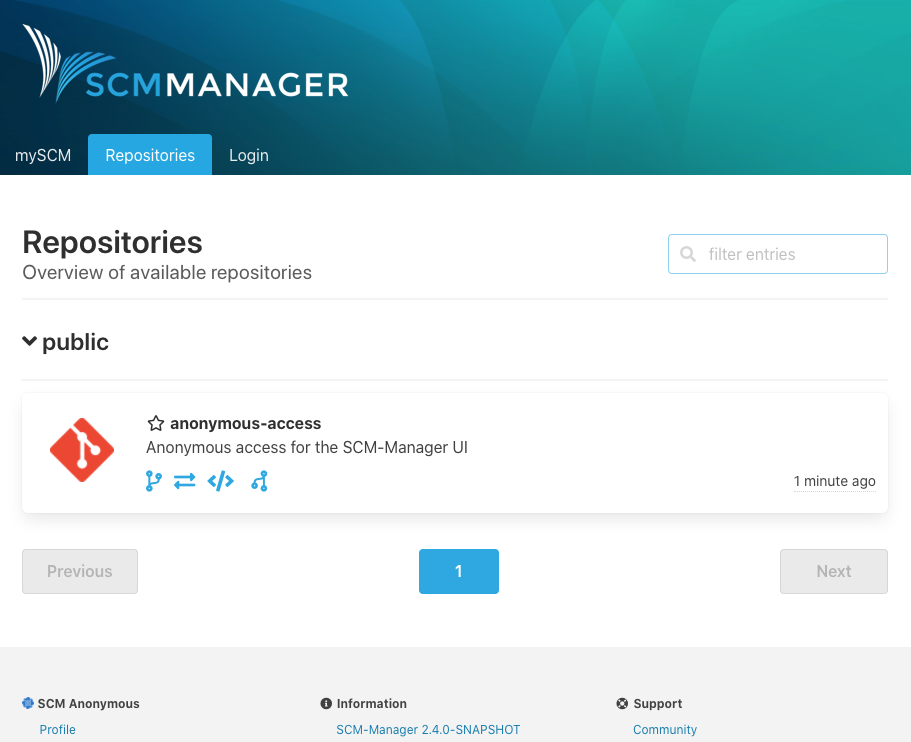 SCMMANAGER
mySCM Repositories Login
Repositories
Overview of available repositories
filter entries
public
anonymous-access
Anonymous access for the SCM-Manager UI
1 minute ago
Previous 1 Next
SCM Anonymous Information Support
Profile SCM-Manager 2.4.0-SNAPSHOT Community